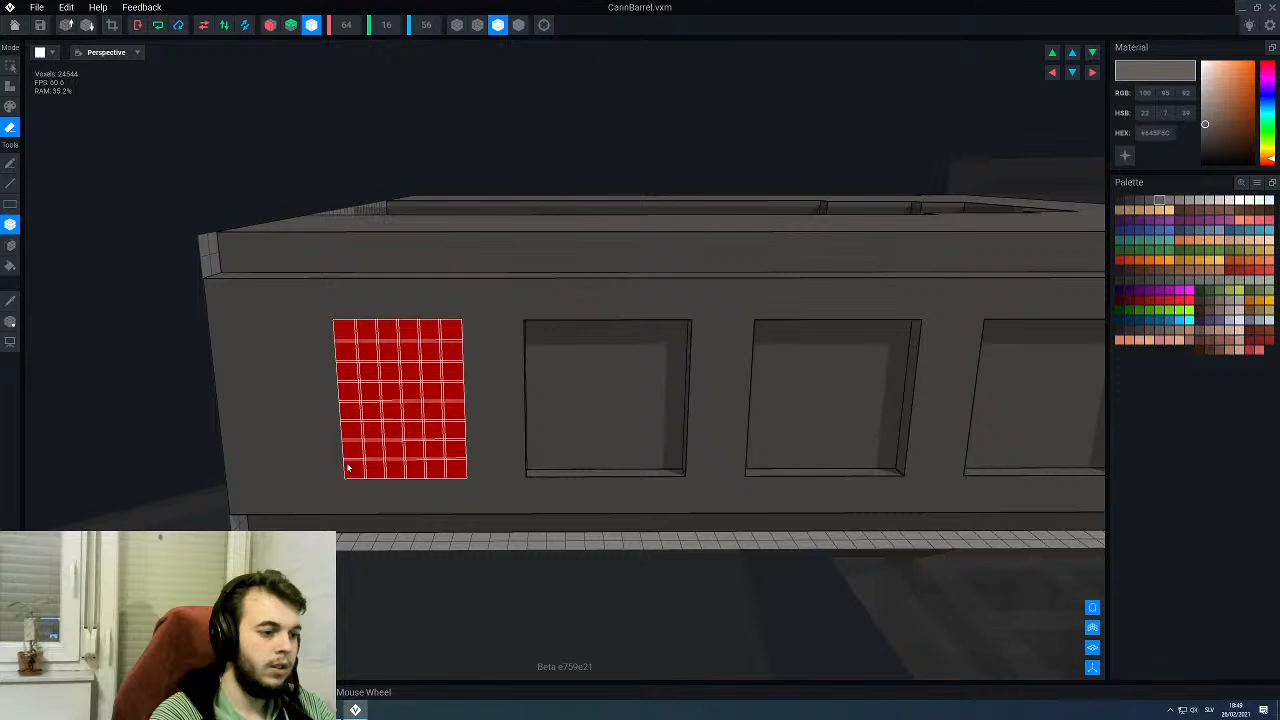 File Edit Help Feedback
CannBarrel.vxm
64 16 56
Mode
Perspective
Material
Voxels: 24544
FPS: 60.6
RAM: 35.2%
RGB: 100 95 92
HSB: 22 7 39
HEX: #645F5C
Tools
Palette
Beta e759e21
Mouse Wheel
SLV
18:49
26/02/2021